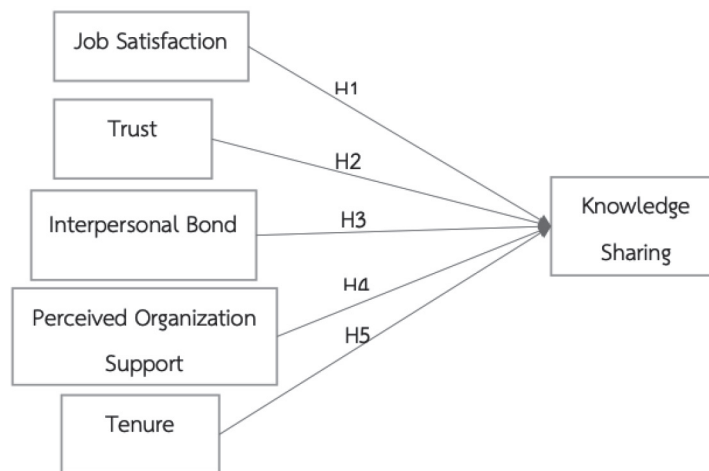 Job Satisfaction
H1
Trust
H2
Knowledge
Sharing
Interpersonal Bond
H3
H4
Perceived Organization
Support
H5
Tenure